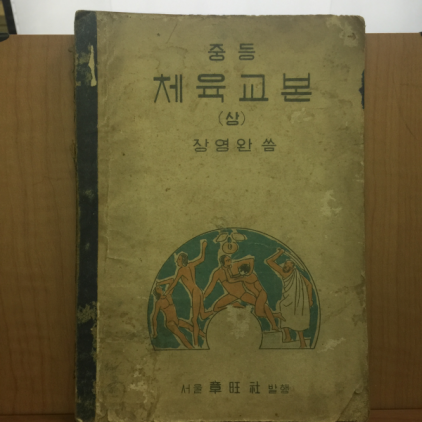 중등
체육교본
(상)
장영완 씀
서울 章旺社 발행